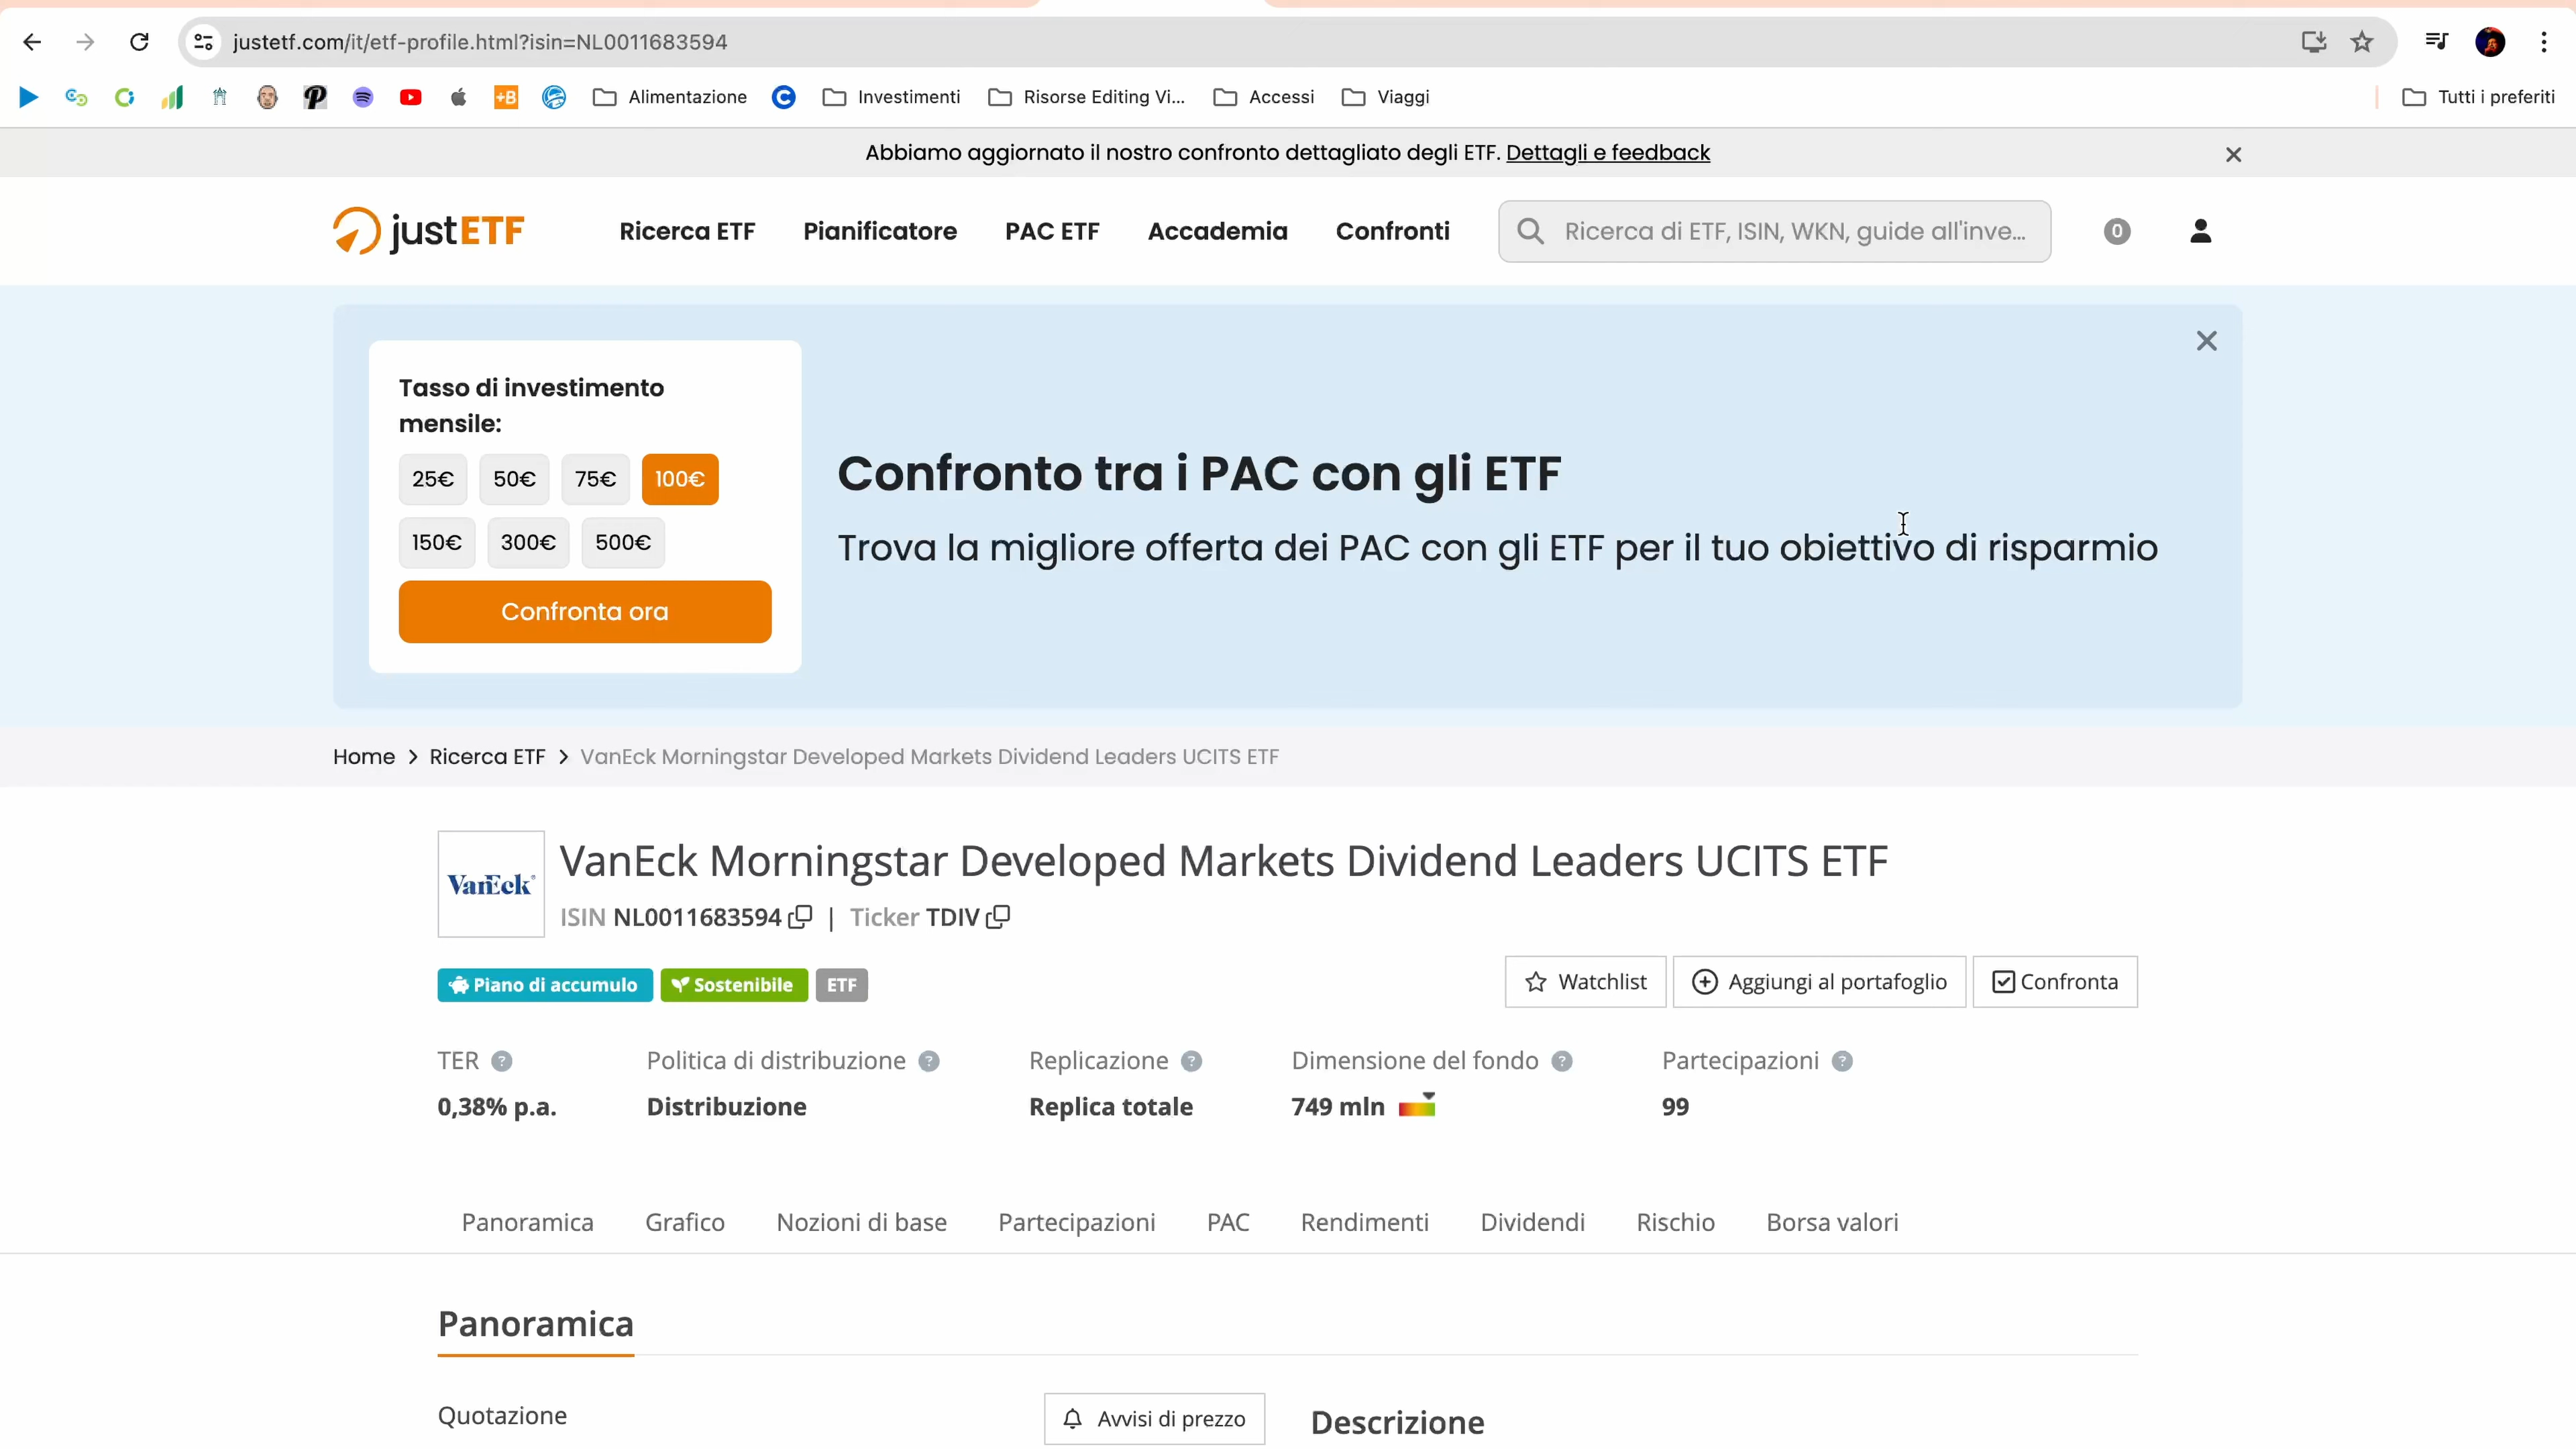 justetf.com/it/etf-profile.html?isin=NL0011683594
Alimentazione Investimenti Risorse Editing Vi... Accessi Viaggi Tutti i preferiti
Abbiamo aggiornato il nostro confronto dettagliato degli ETF. Dettagli e feedback
justETF Ricerca ETF Pianificatore PAC ETF Accademia Confronti Ricerca di ETF, ISIN, WKN, guide all'inve... 0
Tasso di investimento
mensile:
25€ 50€ 75€ 100€
150€ 300€ 500€
Confronta ora
Confronto tra i PAC con gli ETF
Trova la migliore offerta dei PAC con gli ETF per il tuo obiettivo di risparmio
Home > Ricerca ETF > VanEck Morningstar Developed Markets Dividend Leaders UCITS ETF
VanEck
VanEck Morningstar Developed Markets Dividend Leaders UCITS ETF
ISIN NL0011683594 | Ticker TDIV
Piano di accumulo Sostenibile ETF
Watchlist Aggiungi al portafoglio Confronta
TER ? Politica di distribuzione ? Replicazione ? Dimensione del fondo ? Partecipazioni ?
0,38% p.a. Distribuzione Replica totale 749 mln 99
Panoramica Grafico Nozioni di base Partecipazioni PAC Rendimenti Dividendi Rischio Borsa valori
Panoramica
Quotazione Avvisi di prezzo Descrizione